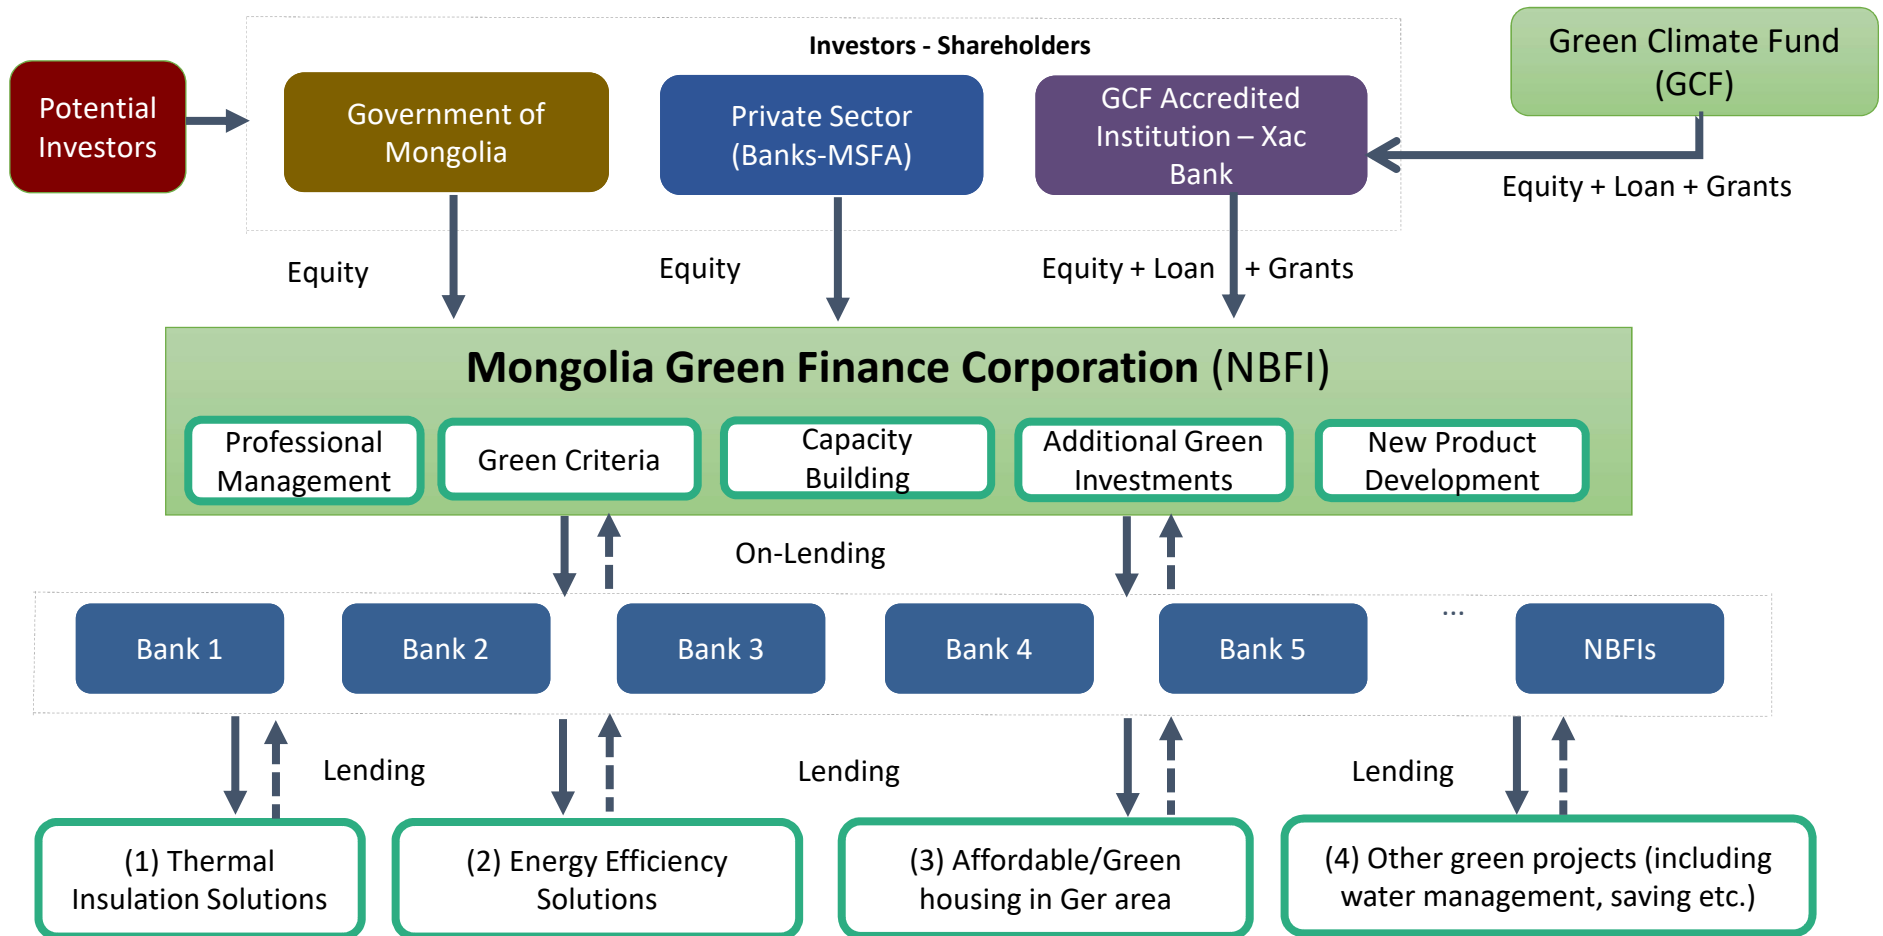 Investors - Shareholders
Green Climate Fund
(GCF)
Potential
Investors
Government of
Mongolia
Private Sector
(Banks-MSFA)
GCF Accredited
Institution – Xac
Bank
Equity + Loan + Grants
Equity
Equity
Equity + Loan + Grants
Mongolia Green Finance Corporation (NBFI)
Professional
Management
Green Criteria
Capacity
Building
Additional Green
Investments
New Product
Development
On-Lending
Bank 1
Bank 2
Bank 3
Bank 4
Bank 5
...
NBFIs
Lending
Lending
Lending
(1) Thermal
Insulation Solutions
(2) Energy Efficiency
Solutions
(3) Affordable/Green
housing in Ger area
(4) Other green projects (including
water management, saving etc.)